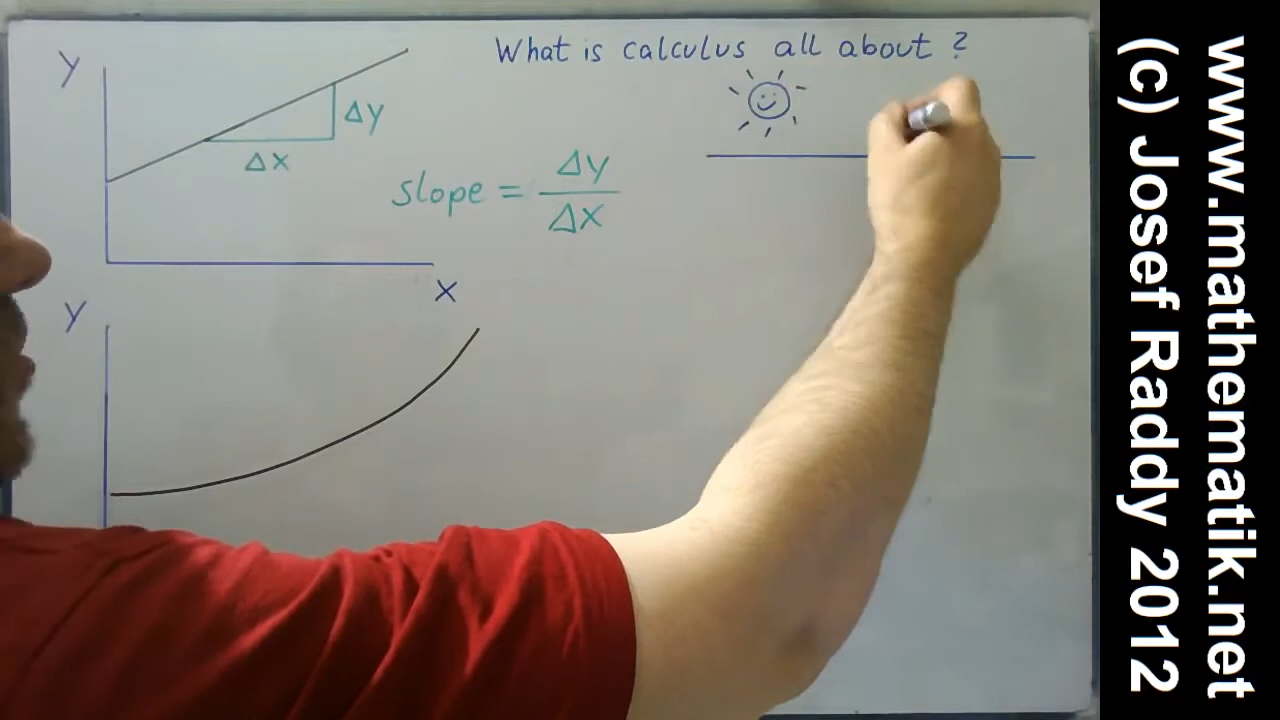 What is calculus all about ?
y
Δy
Δx
slope = Δy
Δx
x
y
www.mathematik.net
(c) Josef Raddy 2012